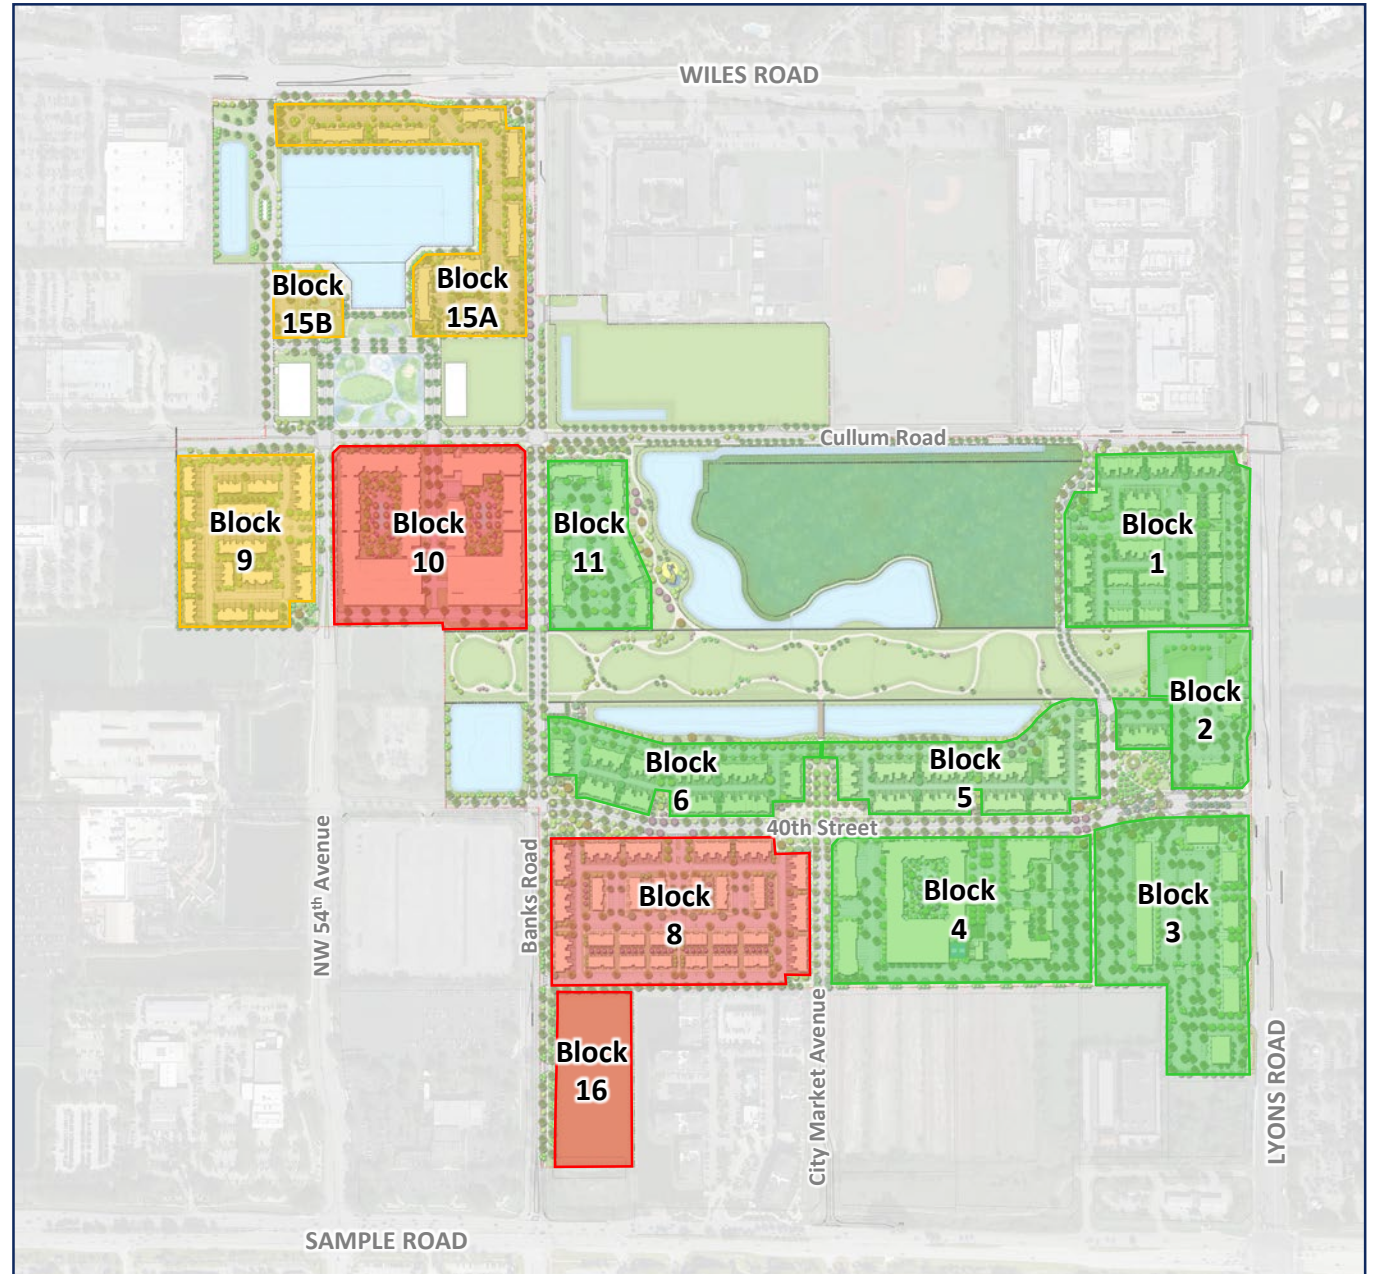 WILES ROAD
Block
15B
Block
15A
Cullum Road
Block
9
Block
10
Block
11
Block
1
Block
2
Block
6
Block
5
40th Street
NW 54th Avenue
Banks Road
Block
8
Block
4
Block
3
Block
16
City Market Avenue
LYONS ROAD
SAMPLE ROAD